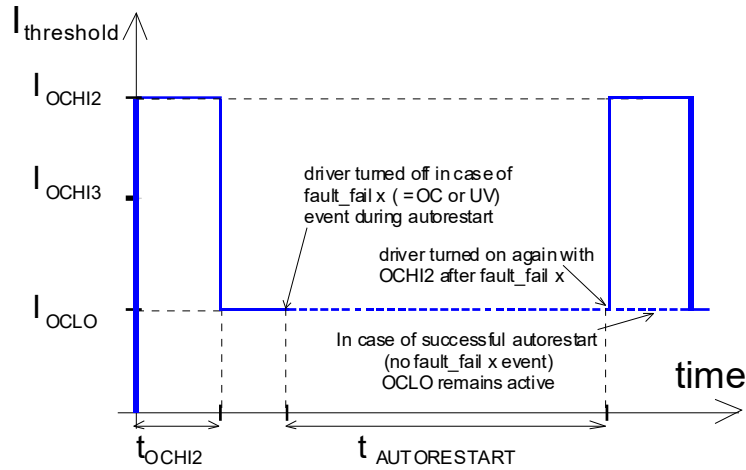 I threshold
I OCHI2
I OCHI3
I OCLO
driver turned off in case of
fault_fail x ( = OC or UV)
event during autorestart
driver turned on again with
OCHI2 after fault_fail x
In case of successful autorestart
(no fault_fail x event)
OCLO remains active
time
t OCHI2
t AUTORESTART